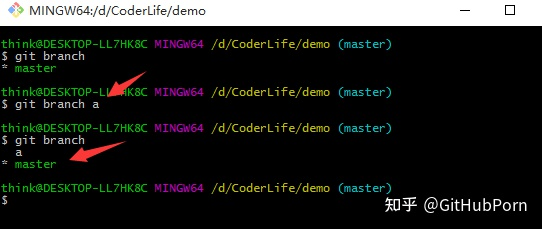 MINGW64:/d/CoderLife/demo
think@DESKTOP-LL7HK8C MINGW64 /d/CoderLife/demo (master)
$ git branch
* master
think@DESKTOP-LL7HK8C MINGW64 /d/CoderLife/demo (master)
$ git branch a
think@DESKTOP-LL7HK8C MINGW64 /d/CoderLife/demo (master)
$ git branch
a
* master
think@DESKTOP-LL7HK8C MINGW64 /d/CoderLife/demo (master)
$
知乎 @GitHubPorn